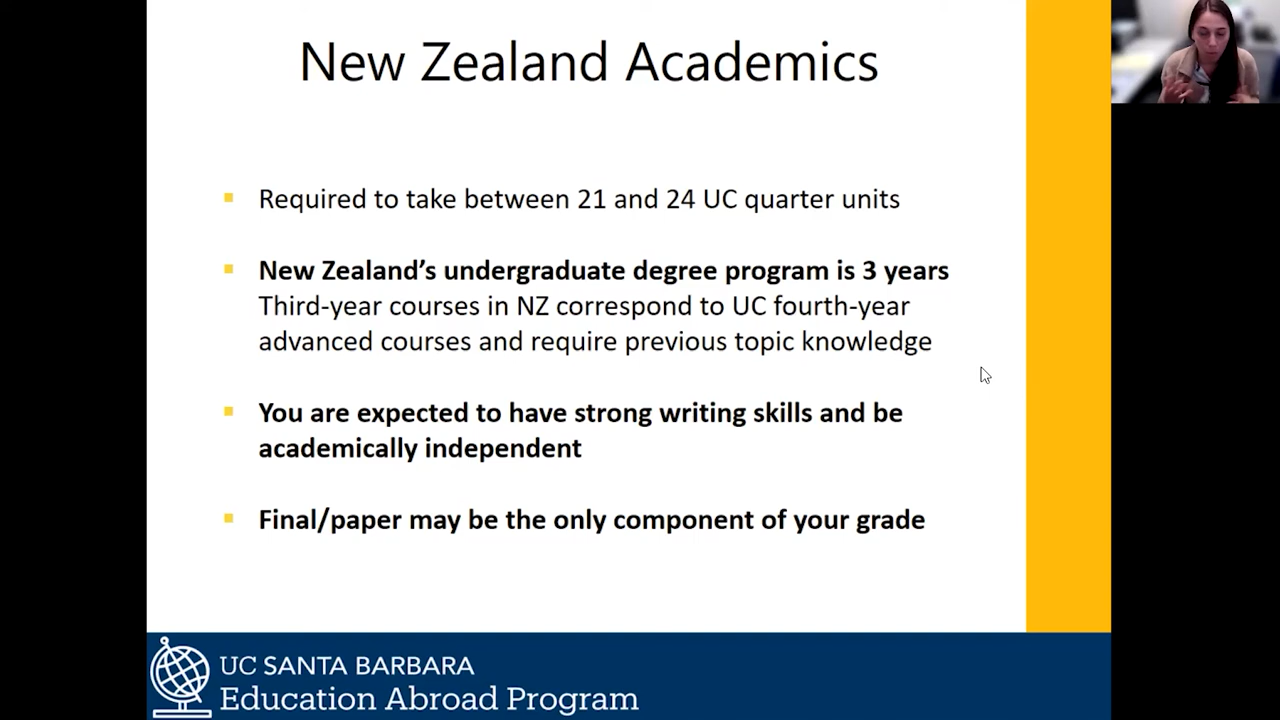 New Zealand Academics
Required to take between 21 and 24 UC quarter units
New Zealand's undergraduate degree program is 3 years
Third-year courses in NZ correspond to UC fourth-year
advanced courses and require previous topic knowledge
You are expected to have strong writing skills and be
academically independent
Final/paper may be the only component of your grade
UC SANTA BARBARA
Education Abroad Program